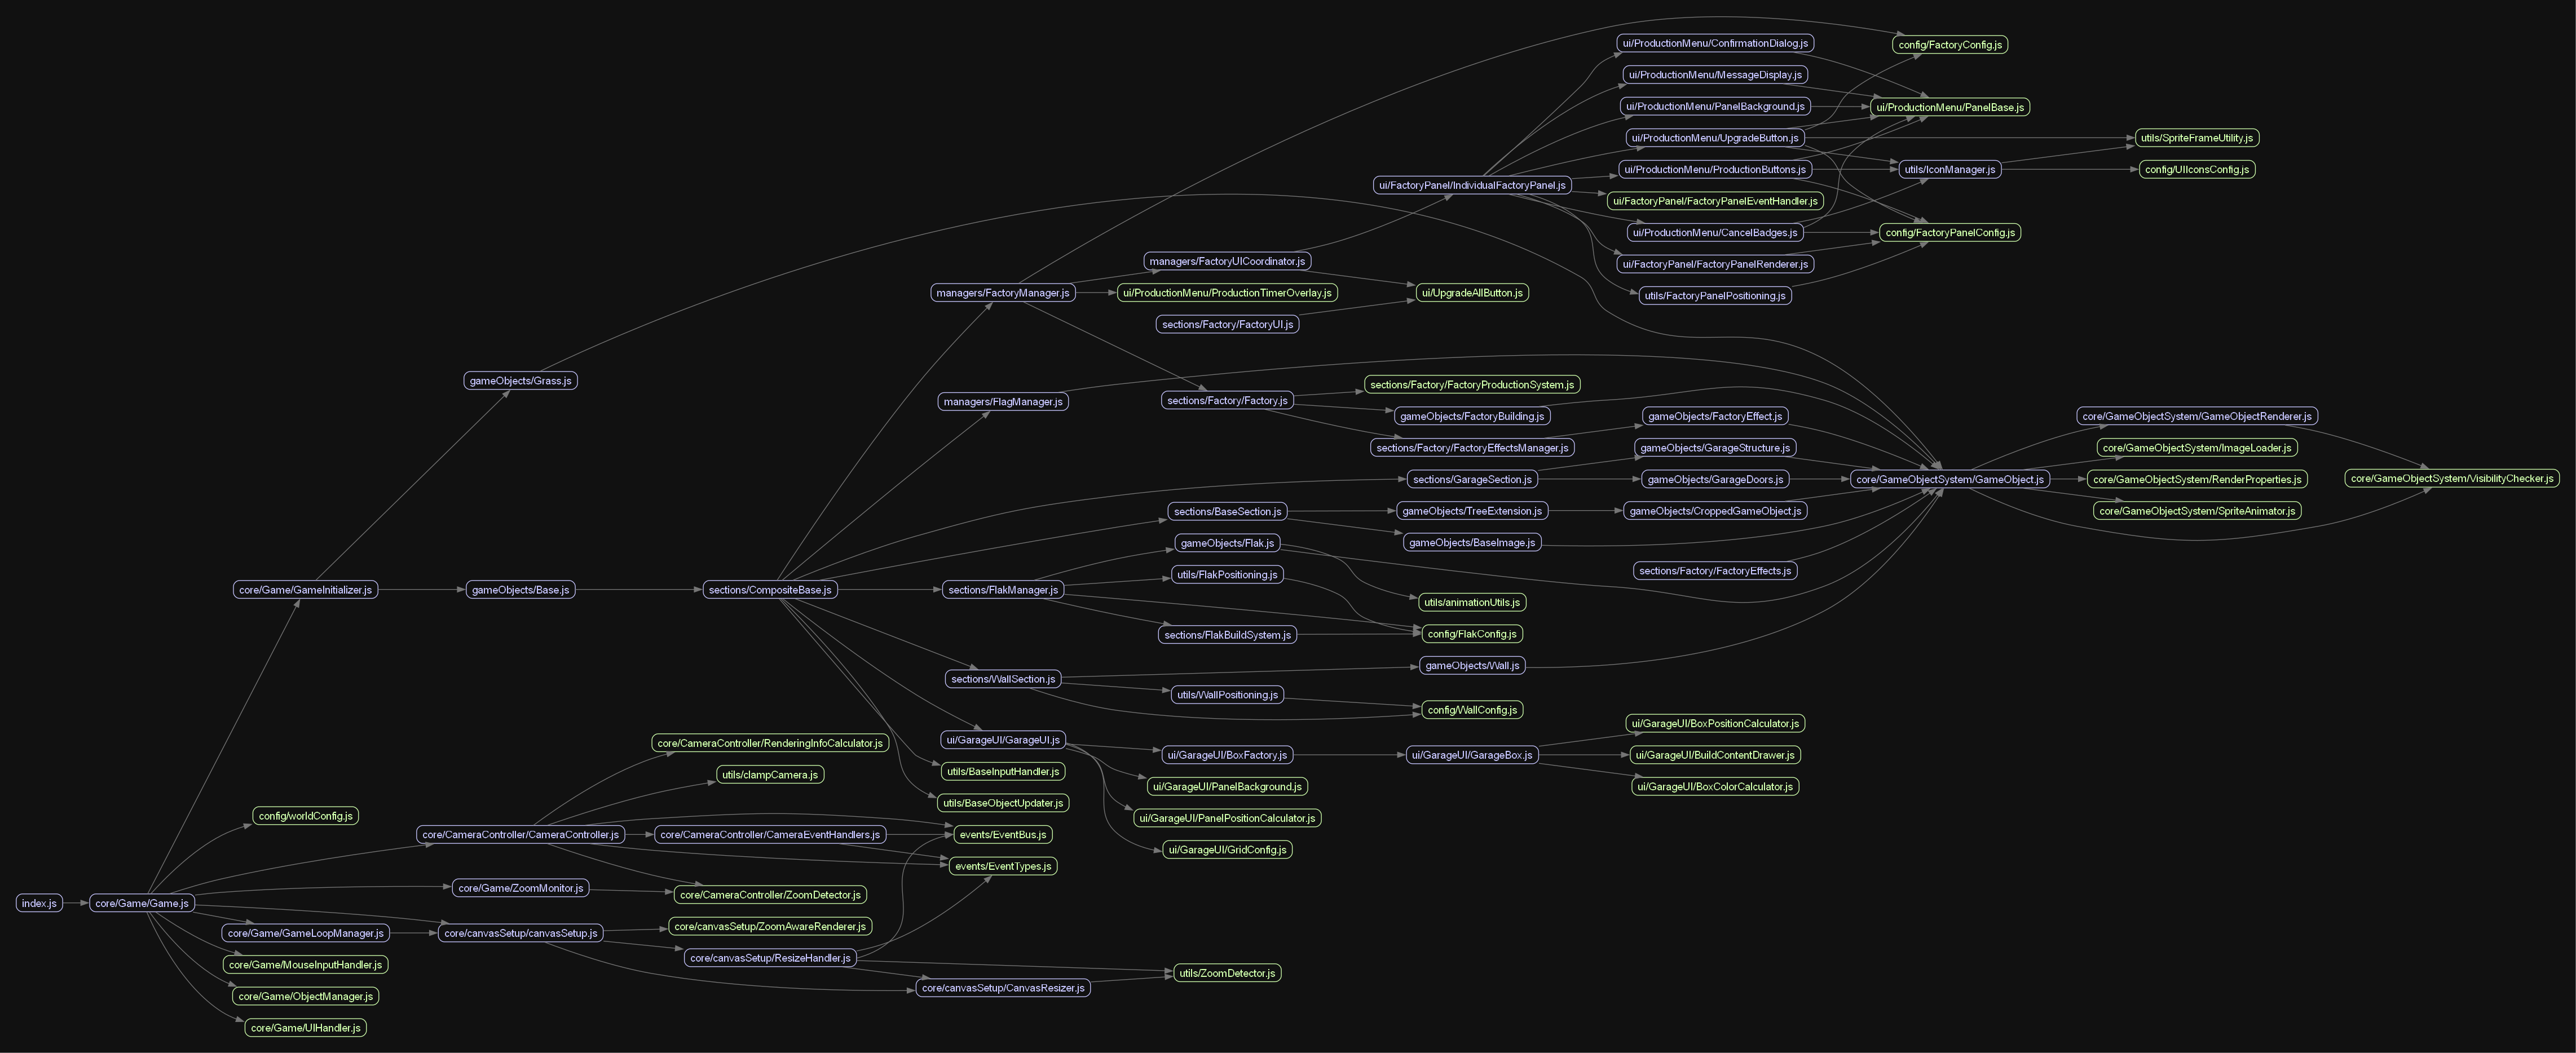 config/FactoryConfig.js
ui/ProductionMenu/ConfirmationDialog.js
ui/ProductionMenu/MessageDisplay.js
ui/ProductionMenu/PanelBackground.js
ui/ProductionMenu/PanelBase.js
ui/ProductionMenu/UpgradeButton.js
utils/SpriteFrameUtility.js
ui/ProductionMenu/ProductionButtons.js
utils/IconManager.js
config/UIIconsConfig.js
ui/FactoryPanel/IndividualFactoryPanel.js
ui/FactoryPanel/FactoryPanelEventHandler.js
ui/ProductionMenu/CancelBadges.js
config/FactoryPanelConfig.js
managers/FactoryUICoordinator.js
ui/FactoryPanel/FactoryPanelRenderer.js
managers/FactoryManager.js
ui/ProductionMenu/ProductionTimerOverlay.js
ui/UpgradeAllButton.js
utils/FactoryPanelPositioning.js
sections/Factory/FactoryUI.js
gameObjects/Grass.js
managers/FlagManager.js
sections/Factory/Factory.js
sections/Factory/FactoryProductionSystem.js
gameObjects/FactoryBuilding.js
gameObjects/FactoryEffect.js
core/GameObjectSystem/GameObjectRenderer.js
sections/Factory/FactoryEffectsManager.js
gameObjects/GarageStructure.js
core/GameObjectSystem/ImageLoader.js
sections/GarageSection.js
gameObjects/GarageDoors.js
core/GameObjectSystem/GameObject.js
core/GameObjectSystem/RenderProperties.js
core/GameObjectSystem/VisibilityChecker.js
sections/BaseSection.js
gameObjects/TreeExtension.js
gameObjects/CroppedGameObject.js
core/GameObjectSystem/SpriteAnimator.js
gameObjects/Flak.js
gameObjects/BaseImage.js
utils/FlakPositioning.js
sections/Factory/FactoryEffects.js
core/Game/GameInitializer.js
gameObjects/Base.js
sections/CompositeBase.js
sections/FlakManager.js
utils/animationUtils.js
sections/FlakBuildSystem.js
config/FlakConfig.js
gameObjects/Wall.js
sections/WallSection.js
utils/WallPositioning.js
config/WallConfig.js
ui/GarageUI/BoxPositionCalculator.js
core/CameraController/RenderingInfoCalculator.js
ui/GarageUI/GarageUI.js
ui/GarageUI/BoxFactory.js
ui/GarageUI/GarageBox.js
ui/GarageUI/BuildContentDrawer.js
utils/clampCamera.js
utils/BaseInputHandler.js
ui/GarageUI/PanelBackground.js
ui/GarageUI/BoxColorCalculator.js
utils/BaseObjectUpdater.js
config/worldConfig.js
ui/GarageUI/PanelPositionCalculator.js
core/CameraController/CameraController.js
core/CameraController/CameraEventHandlers.js
events/EventBus.js
ui/GarageUI/GridConfig.js
events/EventTypes.js
core/Game/ZoomMonitor.js
core/CameraController/ZoomDetector.js
index.js
core/Game/Game.js
core/Game/GameLoopManager.js
core/canvasSetup/canvasSetup.js
core/canvasSetup/ZoomAwareRenderer.js
core/Game/MouseInputHandler.js
core/canvasSetup/ResizeHandler.js
utils/ZoomDetector.js
core/Game/ObjectManager.js
core/canvasSetup/CanvasResizer.js
core/Game/UIHandler.js